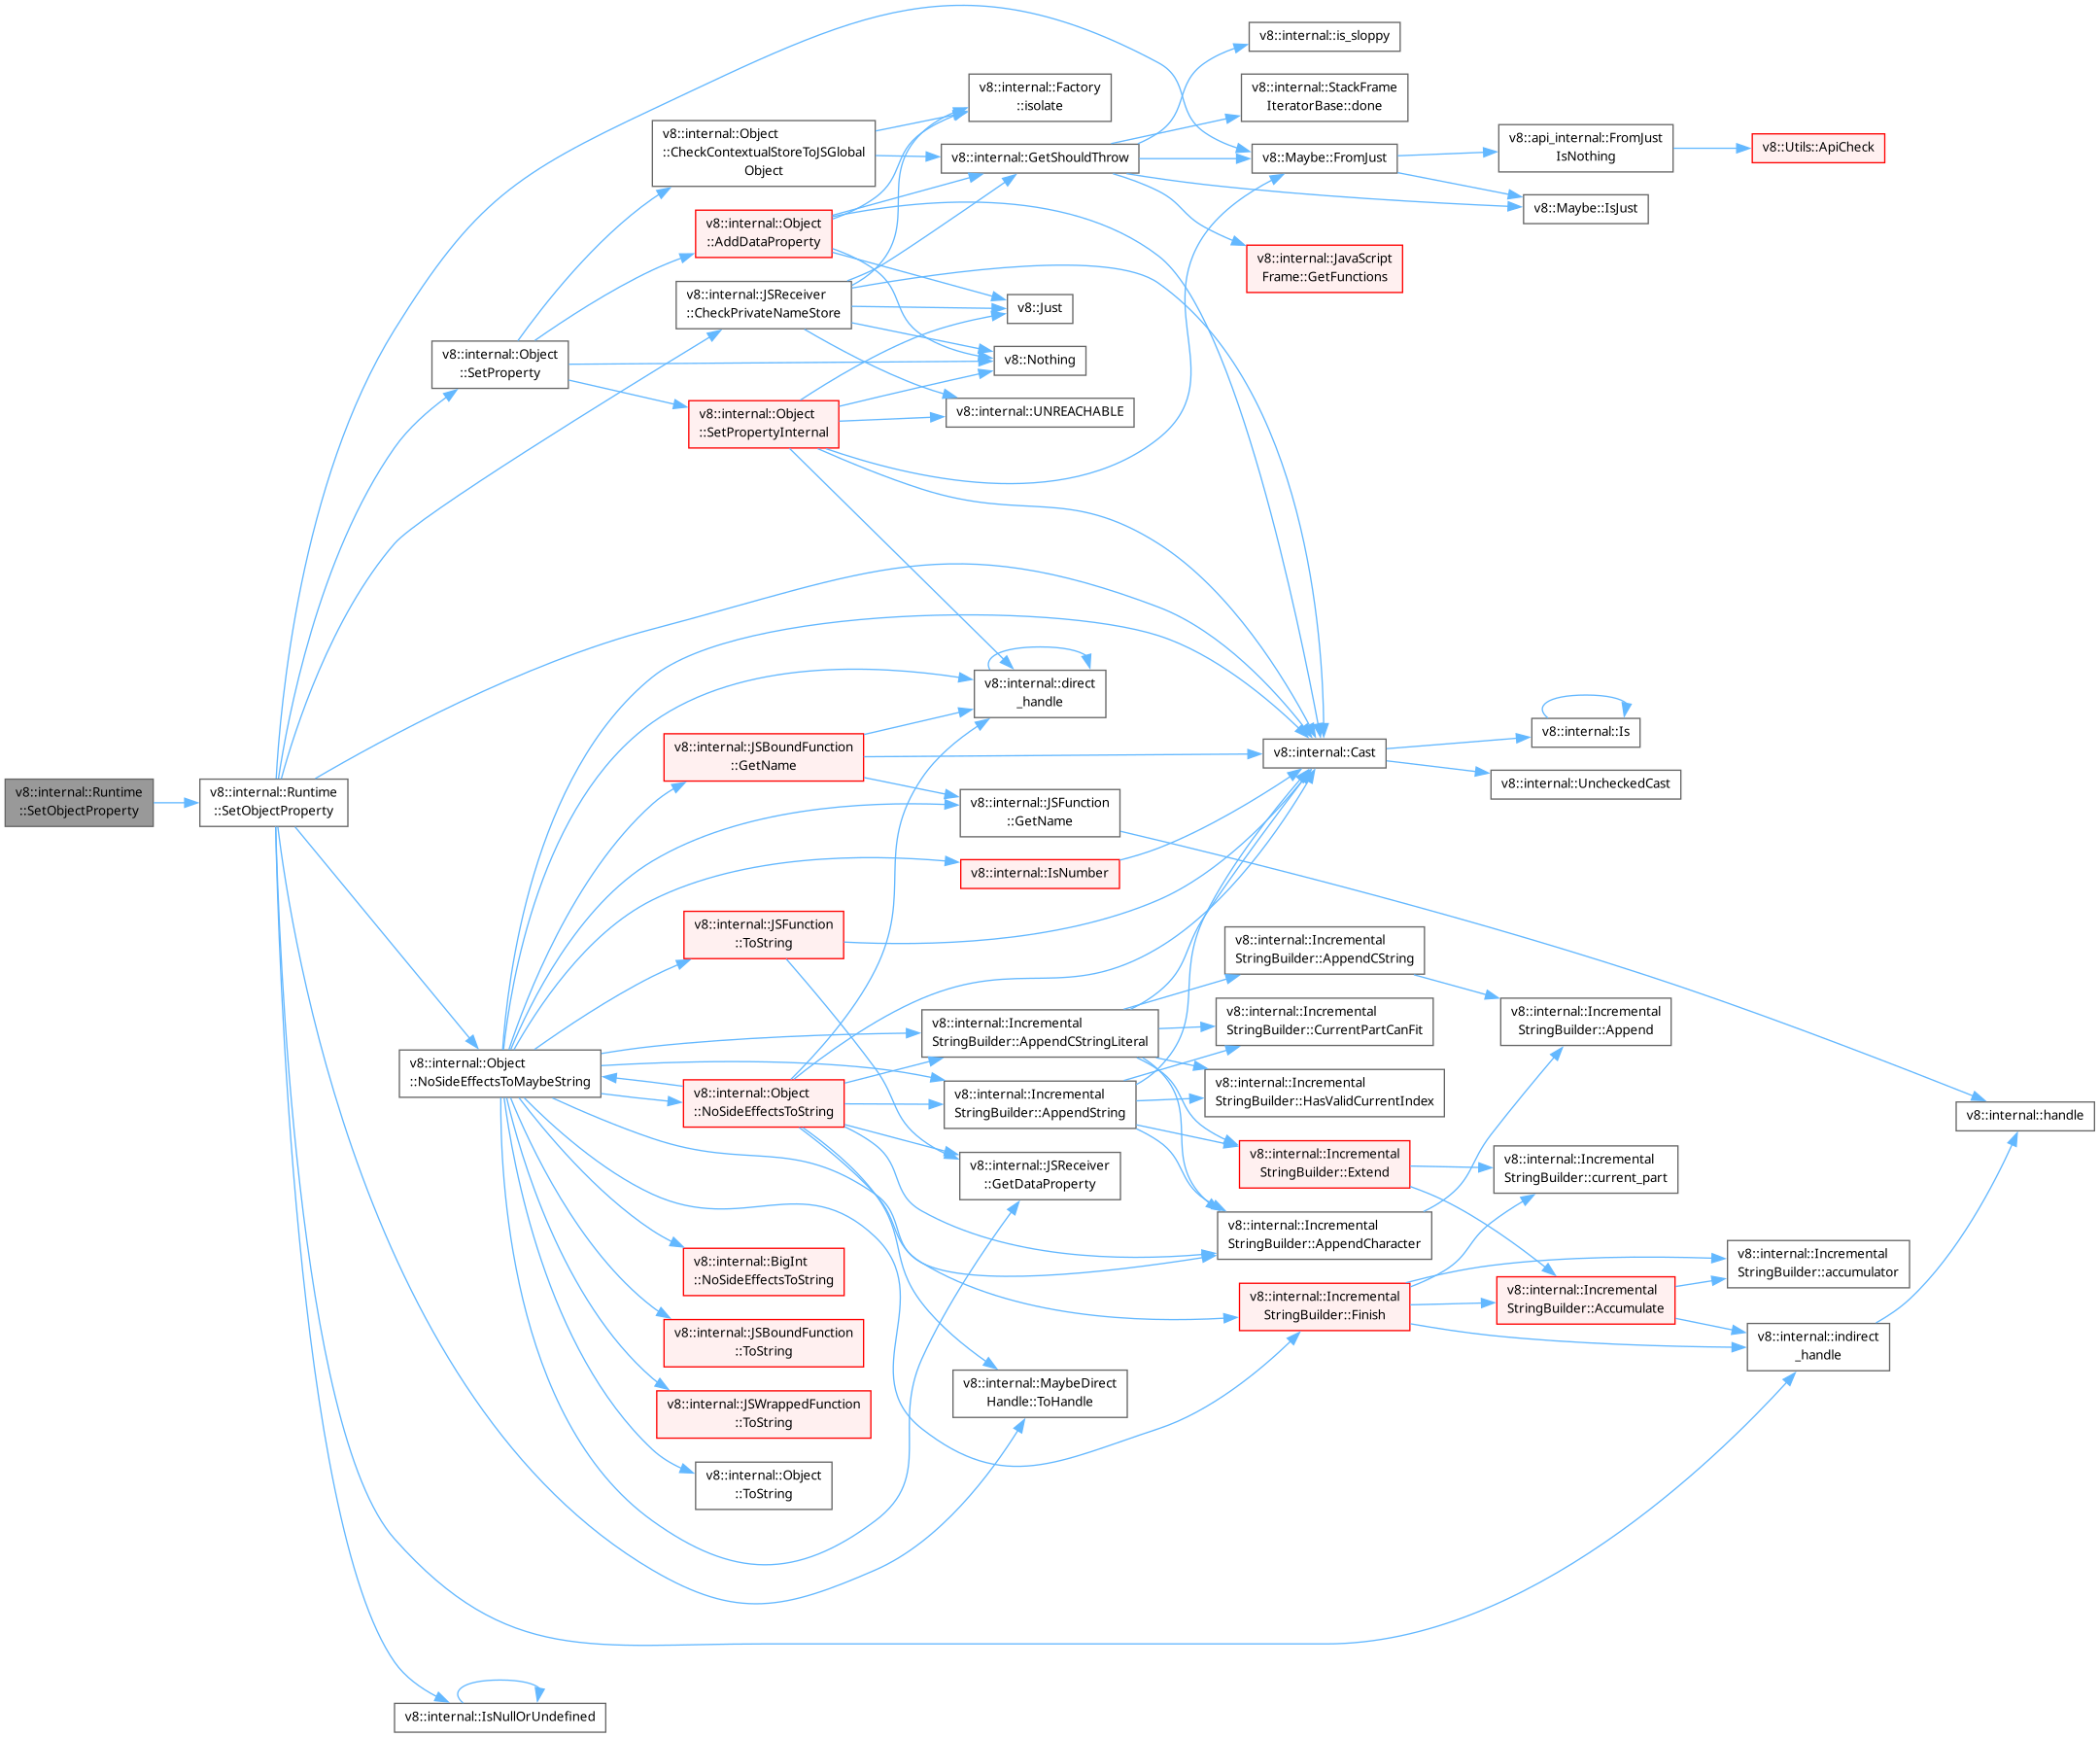 v8::internal::Runtime
::SetObjectProperty
v8::internal::Runtime
::SetObjectProperty
v8::internal::Object
::SetProperty
v8::internal::Object
::NoSideEffectsToMaybeString
v8::internal::IsNullOrUndefined
v8::internal::Object
::CheckContextualStoreToJSGlobal
Object
v8::internal::Object
::AddDataProperty
v8::internal::JSReceiver
::CheckPrivateNameStore
v8::internal::Object
::SetPropertyInternal
v8::internal::JSBoundFunction
::GetName
v8::internal::JSFunction
::ToString
v8::internal::Object
::NoSideEffectsToString
v8::internal::BigInt
::NoSideEffectsToString
v8::internal::JSBoundFunction
::ToString
v8::internal::JSWrappedFunction
::ToString
v8::internal::Object
::ToString
v8::internal::Factory
::isolate
v8::internal::GetShouldThrow
v8::Just
v8::Nothing
v8::internal::UNREACHABLE
v8::internal::direct
_handle
v8::internal::JSFunction
::GetName
v8::internal::IsNumber
v8::internal::Incremental
StringBuilder::AppendCStringLiteral
v8::internal::Incremental
StringBuilder::AppendString
v8::internal::JSReceiver
::GetDataProperty
v8::internal::MaybeDirect
Handle::ToHandle
v8::internal::is_sloppy
v8::internal::StackFrame
IteratorBase::done
v8::Maybe::FromJust
v8::internal::JavaScript
Frame::GetFunctions
v8::internal::Cast
v8::internal::Incremental
StringBuilder::AppendCString
v8::internal::Incremental
StringBuilder::CurrentPartCanFit
v8::internal::Incremental
StringBuilder::HasValidCurrentIndex
v8::internal::Incremental
StringBuilder::Extend
v8::internal::Incremental
StringBuilder::AppendCharacter
v8::internal::Incremental
StringBuilder::Finish
v8::api_internal::FromJust
IsNothing
v8::Maybe::IsJust
v8::internal::Is
v8::internal::UncheckedCast
v8::internal::Incremental
StringBuilder::Append
v8::internal::Incremental
StringBuilder::current_part
v8::internal::Incremental
StringBuilder::Accumulate
v8::Utils::ApiCheck
v8::internal::Incremental
StringBuilder::accumulator
v8::internal::indirect
_handle
v8::internal::handle